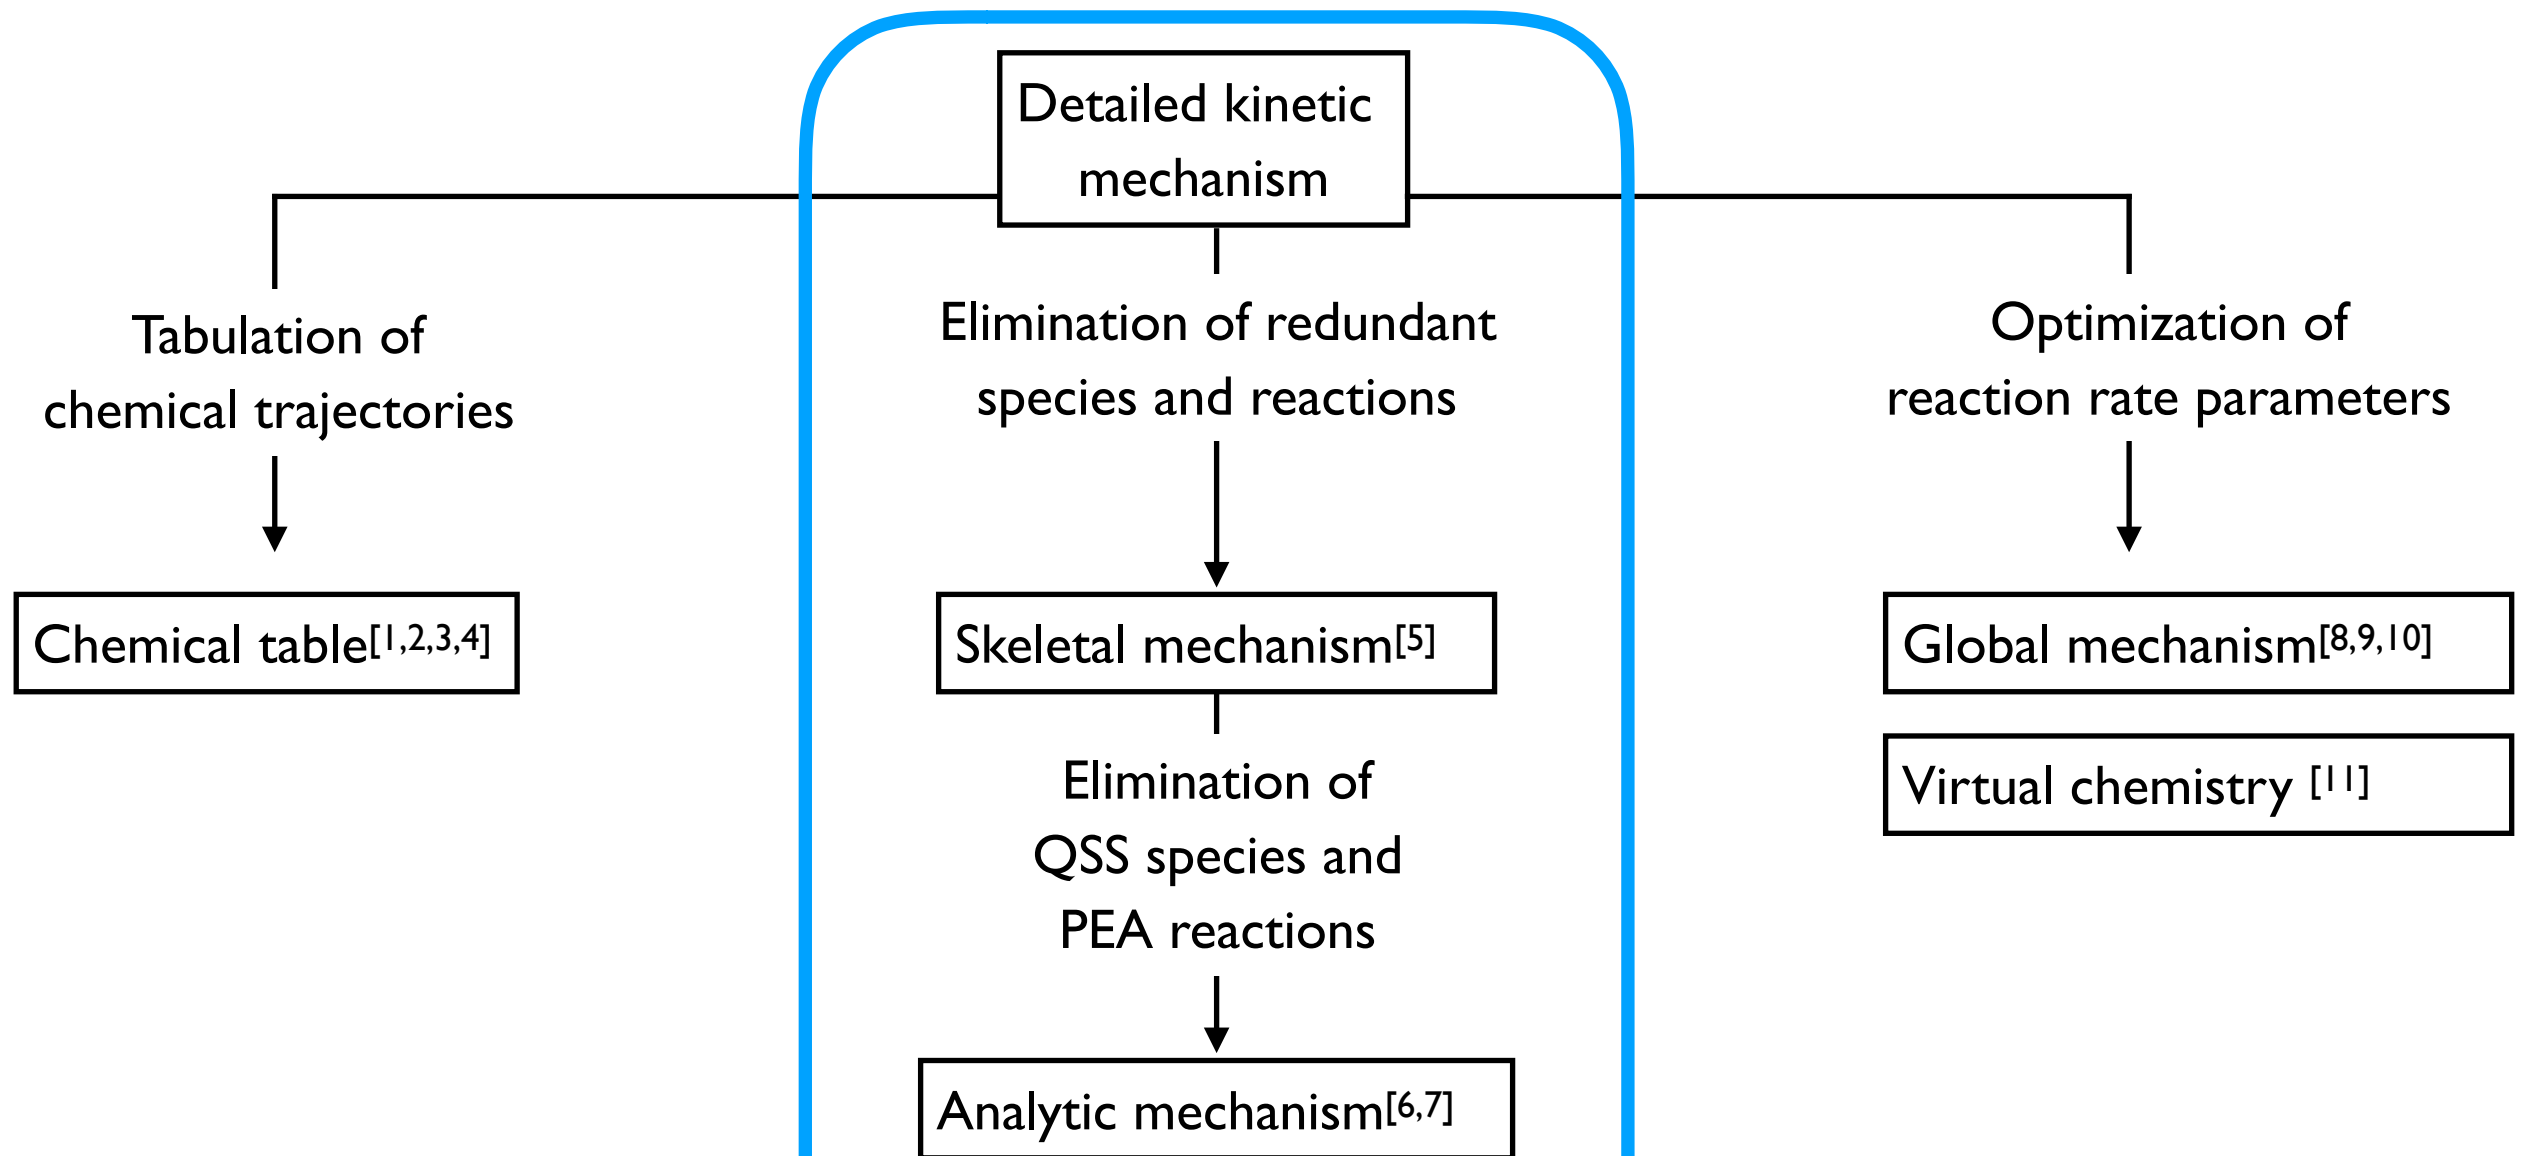 Detailed kinetic
mechanism
Tabulation of
chemical trajectories
Elimination of redundant
species and reactions
Optimization of
reaction rate parameters
Chemical table[1,2,3,4]
Skeletal mechanism[5]
Global mechanism[8,9,10]
Virtual chemistry [11]
Elimination of
QSS species and
PEA reactions
Analytic mechanism[6,7]